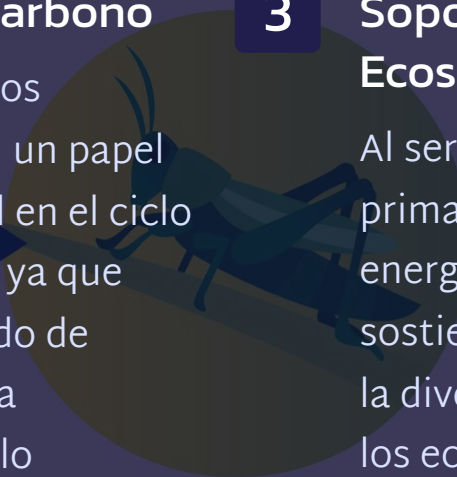 arbono
os
un papel
l en el ciclo
ya que
do de
a
lo
3
Sopo
Ecos
Al ser
prima
energ
sostie
la dive
los ec